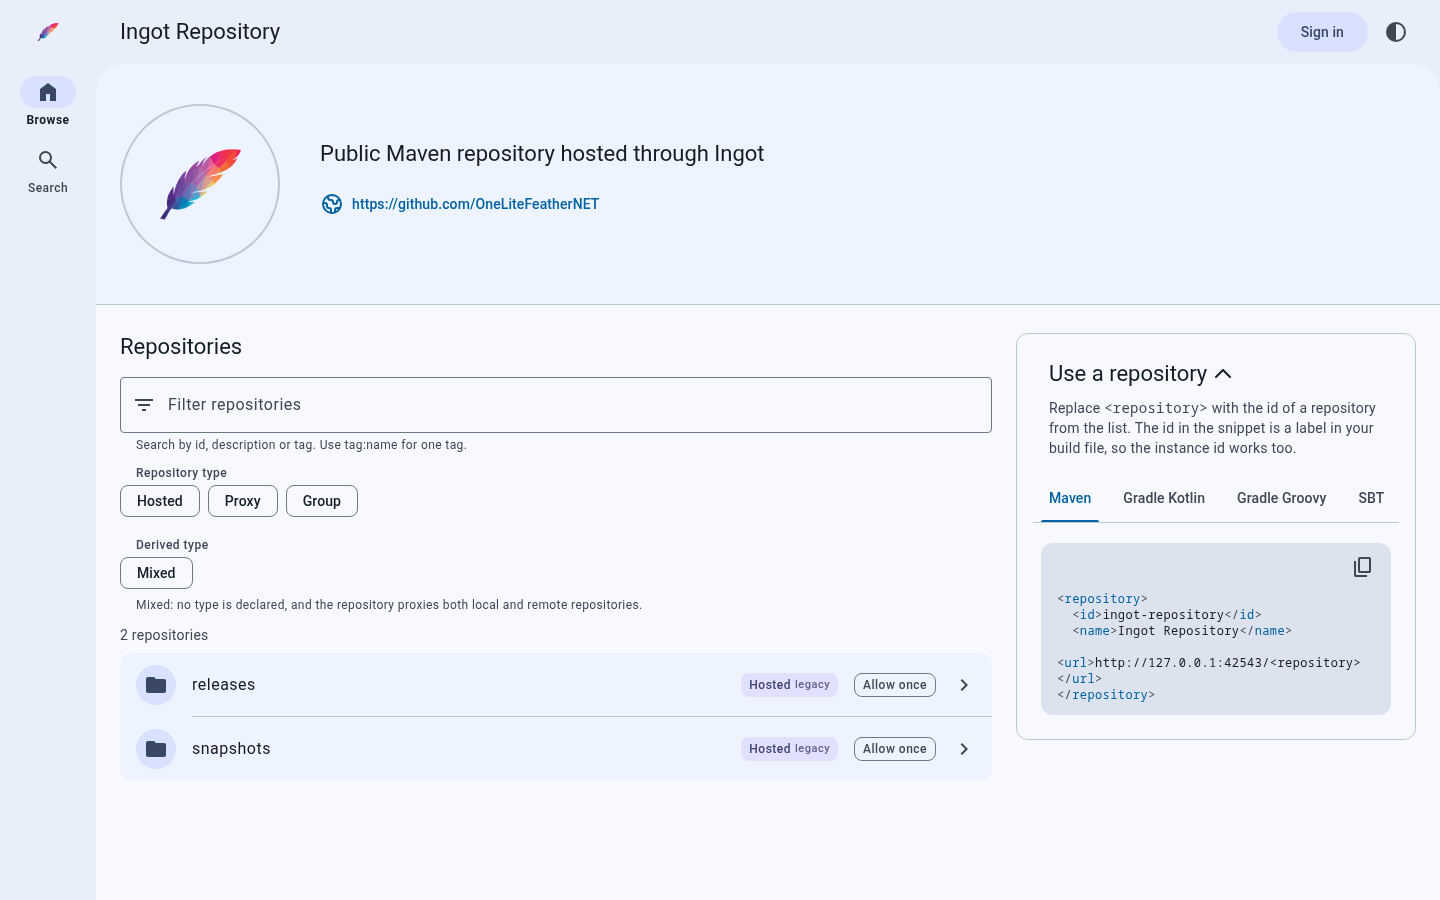 Ingot Repository
Sign in
Browse
Search
Public Maven repository hosted through Ingot
https://github.com/OneLiteFeatherNET
Repositories
Filter repositories
Search by id, description or tag. Use tag:name for one tag.
Repository type
Hosted Proxy Group
Derived type
Mixed
Mixed: no type is declared, and the repository proxies both local and remote repositories.
2 repositories
releases Hosted legacy Allow once
snapshots Hosted legacy Allow once
Use a repository
Replace <repository> with the id of a repository
from the list. The id in the snippet is a label in your
build file, so the instance id works too.
Maven Gradle Kotlin Gradle Groovy SBT
<repository>
  <id>ingot-repository</id>
  <name>Ingot Repository</name>
<url>http://127.0.0.1:42543/<repository>
</url>
</repository>